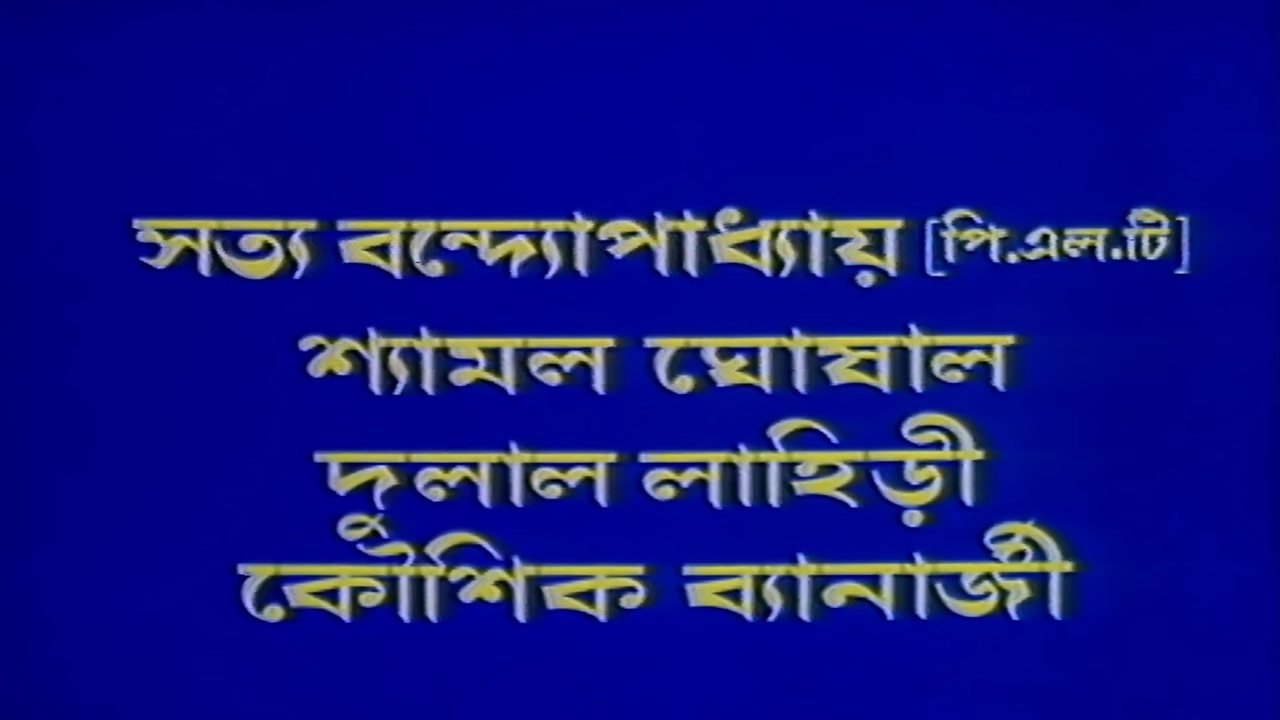 সত্য বন্দ্যোপাধ্যায় [পি.এল.টি]
শ্যামল ঘোষাল
দুলাল লাহিড়ী
কৌশিক ব্যানার্জী